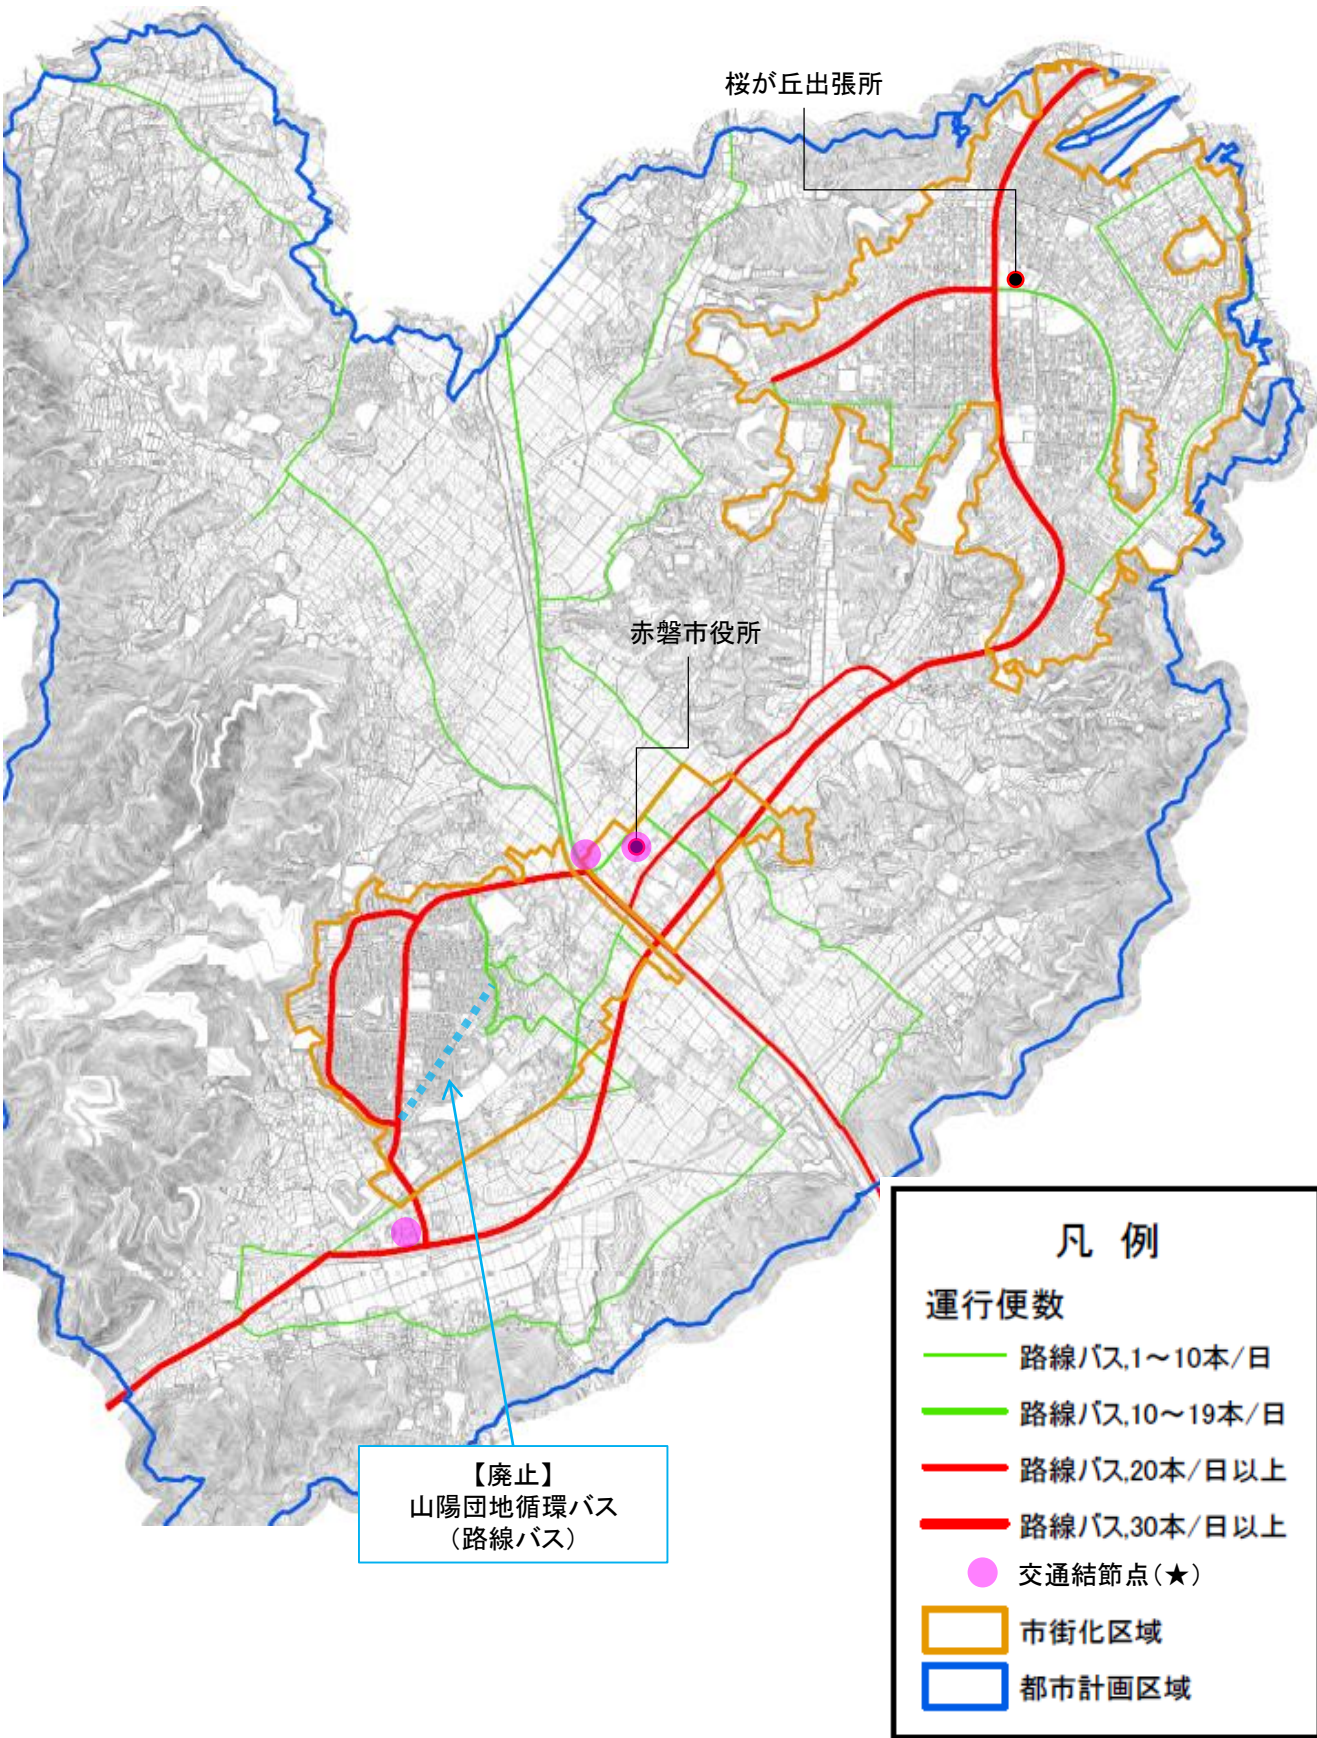 桜が丘出張所
赤磐市役所
【廃止】
山陽団地循環バス
（路線バス）
凡 例
運行便数
路線バス,1～10本/日
路線バス,10～19本/日
路線バス,20本/日以上
路線バス,30本/日以上
交通結節点（★）
市街化区域
都市計画区域